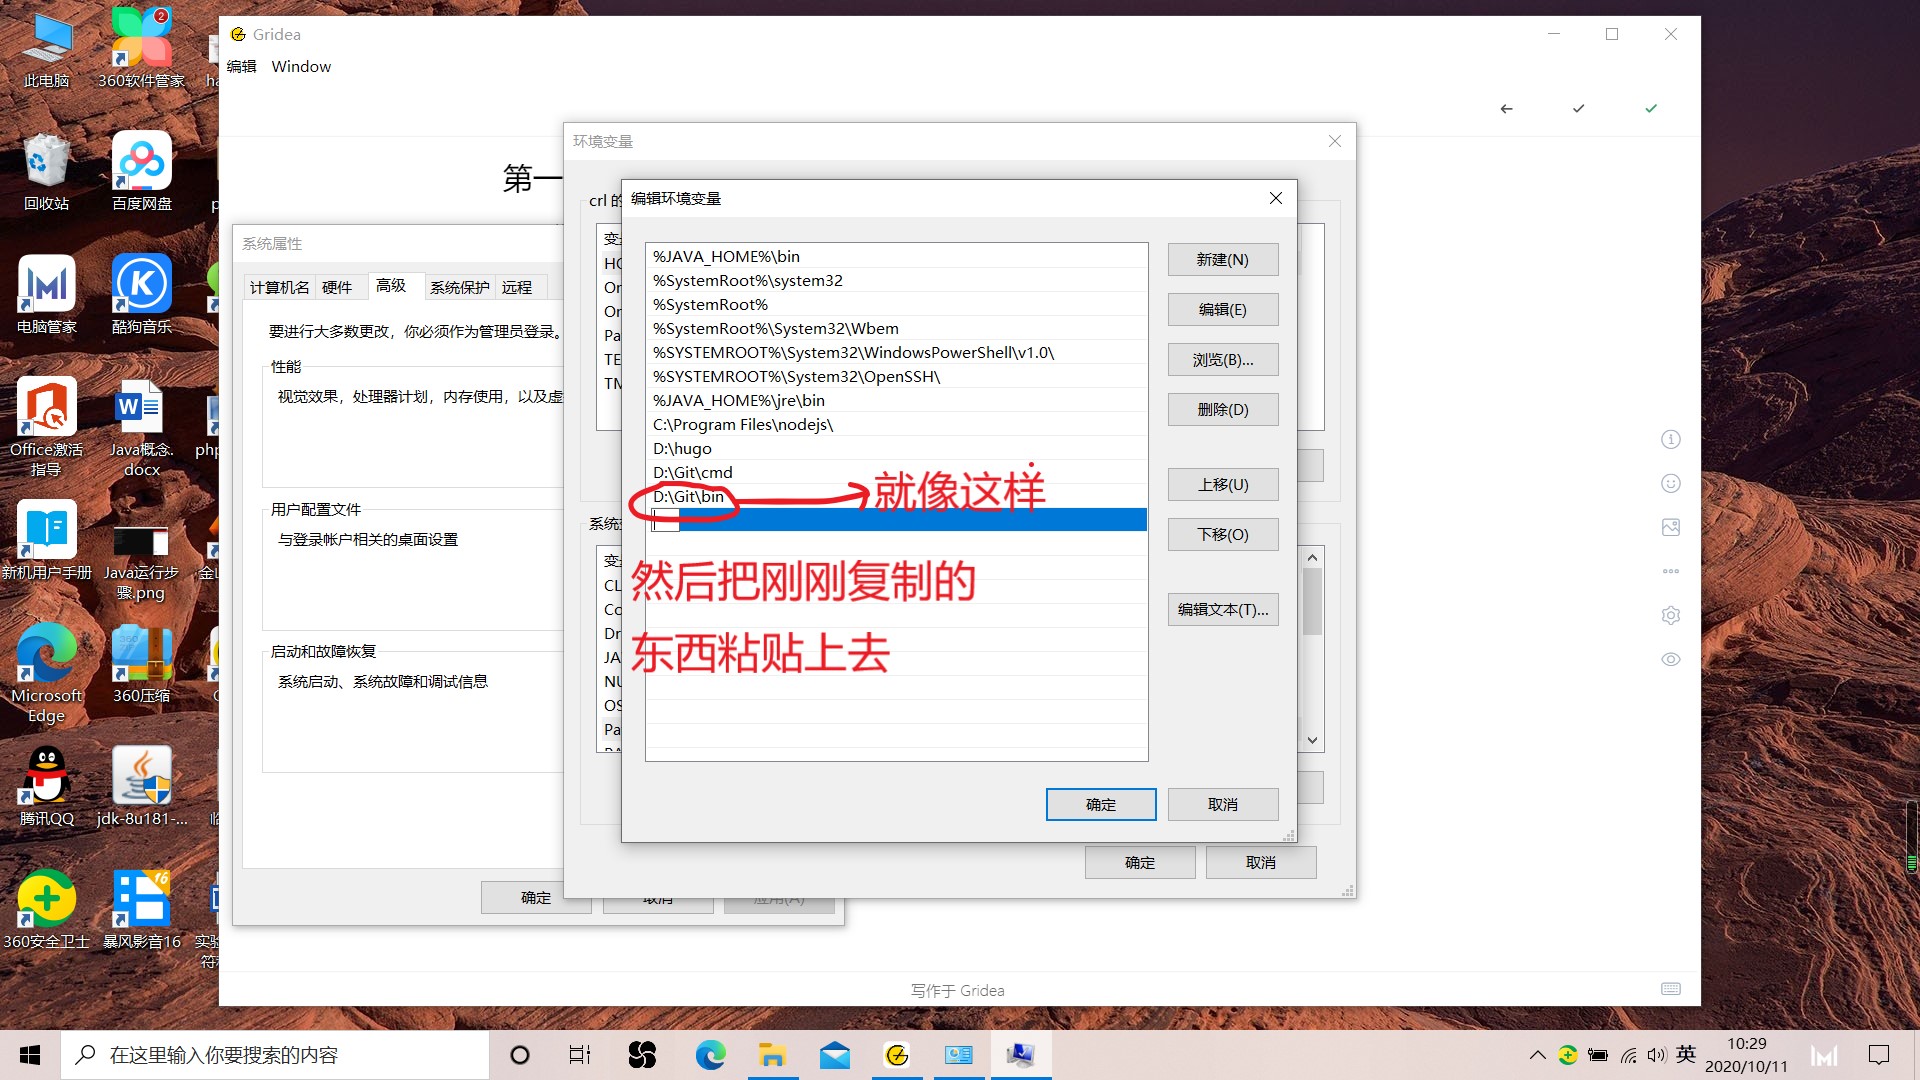 此电脑
360软件管家
2
回收站
百度网盘
电脑管家
酷狗音乐
Office激活
指导
Java概念.
docx
新机用户手册
Java运行步
骤.png
Microsoft
Edge
360压缩
腾讯QQ
jdk-8u181-...
360安全卫士
暴风影音16
16
Gridea
编辑
Window
第一
系统属性
计算机名
硬件
高级
系统保护
远程
要进行大多数更改，你必须作为管理员登录。
性能
视觉效果，处理器计划，内存使用，以及虚
用户配置文件
与登录帐户相关的桌面设置
启动和故障恢复
系统启动、系统故障和调试信息
确定
取消
应用(A)
环境变量
crl 的
Pa
TE
系统
CL
Co
Dr
JA
NU
OS
Pa
确定
取消
编辑环境变量
%JAVA_HOME%\bin
%SystemRoot%\system32
%SystemRoot%
%SystemRoot%\System32\Wbem
%SYSTEMROOT%\System32\WindowsPowerShell\v1.0\
%SYSTEMROOT%\System32\OpenSSH\
%JAVA_HOME%\jre\bin
C:\Program Files\nodejs\
D:\hugo
D:\Git\cmd
D:\Git\bin
就像这样
然后把刚刚复制的
东西粘贴上去
新建(N)
编辑(E)
浏览(B)...
删除(D)
上移(U)
下移(O)
编辑文本(T)...
确定
取消
写作于 Gridea
在这里输入你要搜索的内容
英
10:29
2020/10/11